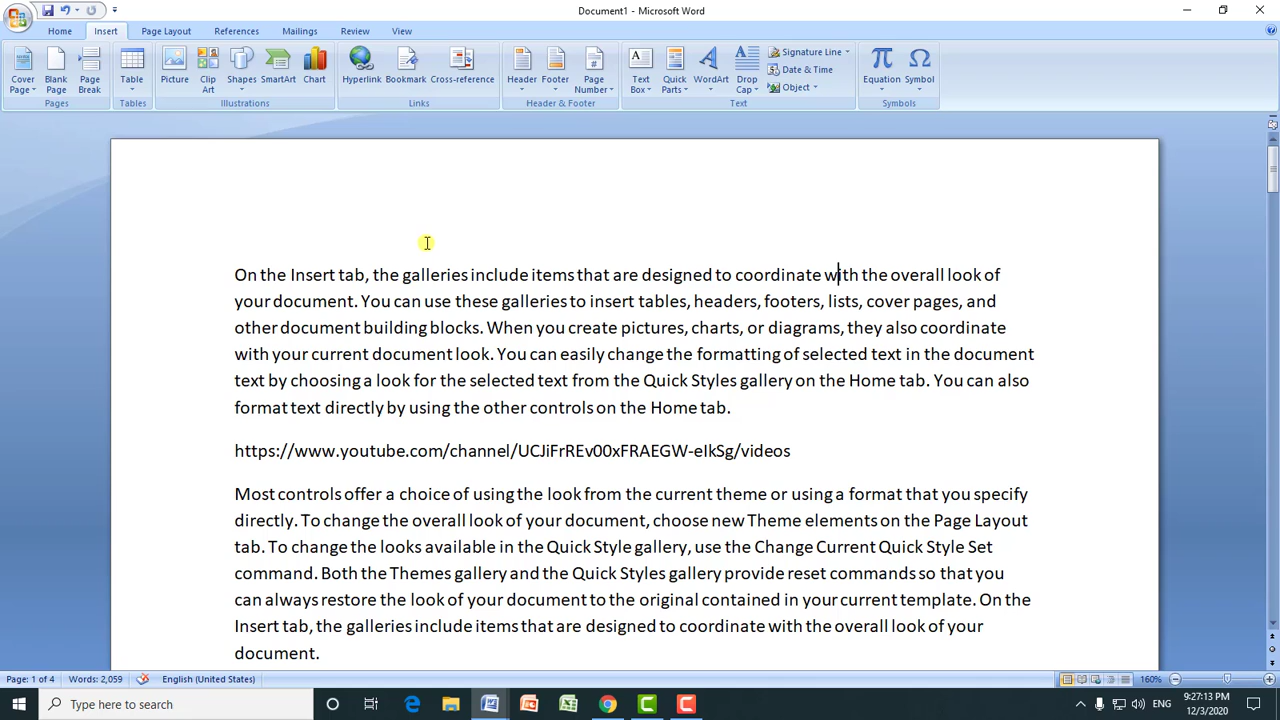 Document1 - Microsoft Word
Home Insert Page Layout References Mailings Review View
Cover Page Blank Page Page Break Table Picture Clip Art Shapes SmartArt Chart Hyperlink Bookmark Cross-reference Header Footer Page Number Text Box Quick Parts WordArt Drop Cap Signature Line Date & Time Object Equation Symbol
Pages Tables Illustrations Links Header & Footer Text Symbols
On the Insert tab, the galleries include items that are designed to coordinate with the overall look of
your document. You can use these galleries to insert tables, headers, footers, lists, cover pages, and
other document building blocks. When you create pictures, charts, or diagrams, they also coordinate
with your current document look. You can easily change the formatting of selected text in the document
text by choosing a look for the selected text from the Quick Styles gallery on the Home tab. You can also
format text directly by using the other controls on the Home tab.
https://www.youtube.com/channel/UCJiFrREv00xFRAEGW-eIkSg/videos
Most controls offer a choice of using the look from the current theme or using a format that you specify
directly. To change the overall look of your document, choose new Theme elements on the Page Layout
tab. To change the looks available in the Quick Style gallery, use the Change Current Quick Style Set
command. Both the Themes gallery and the Quick Styles gallery provide reset commands so that you
can always restore the look of your document to the original contained in your current template. On the
Insert tab, the galleries include items that are designed to coordinate with the overall look of your
document.
Page: 1 of 4 Words: 2,059 English (United States) 160%
Type here to search ENG 9:27:13 PM
12/3/2020